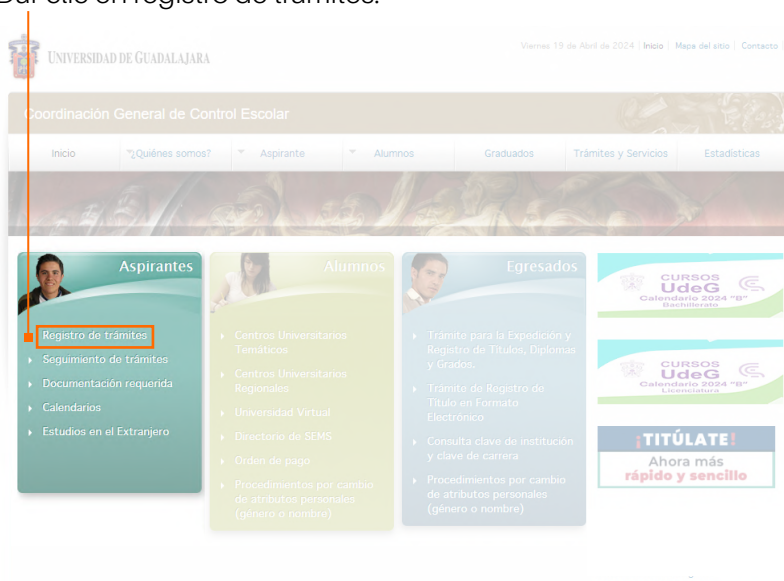 Dar clic en registro de trámites.
UNIVERSIDAD DE GUADALAJARA
Viernes 19 de Abril de 2024 | Inicio | Mapa del sitio | Contacto
Coordinación General de Control Escolar
Inicio
¿Quiénes somos?
Aspirante
Alumnos
Graduados
Trámites y Servicios
Estadísticas
Aspirantes
Registro de trámites
Seguimiento de trámites
Documentación requerida
Calendarios
Estudios en el Extranjero
Alumnos
Centros Universitarios
Temáticos
Centros Universitarios
Regionales
Universidad Virtual
Directorio de SEMS
Orden de pago
Procedimientos por cambio
de atributos personales
(género o nombre)
Egresados
Trámite para la Expedición y
Registro de Títulos, Diplomas
y Grados.
Trámite de Registro de
Título en Formato
Electrónico
Consulta clave de institución
y clave de carrera
Procedimientos por cambio
de atributos personales
(género o nombre)
CURSOS
UdeG
Calendario 2024 "B"
Bachillerato
CURSOS
UdeG
Calendario 2024 "B"
Licenciatura
¡TITÚLATE!
Ahora más
rápido y sencillo